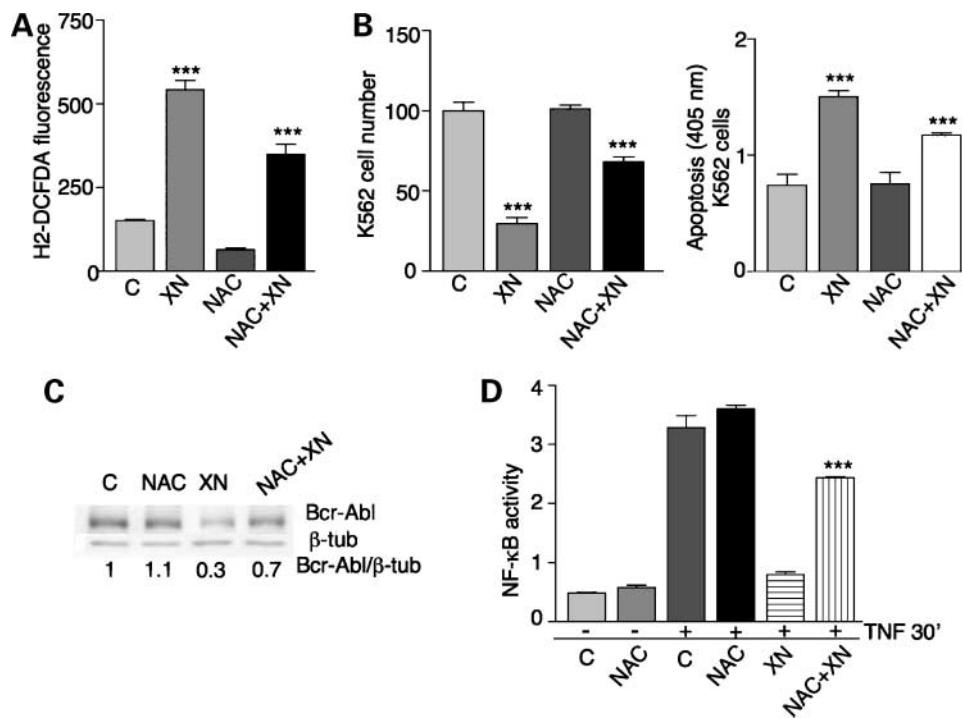 A
H2-DCFDA fluorescence
750
500
250
0
***
***
C
XN
NAC
NAC+XN
B
K562 cell number
150
100
50
0
***
***
C
XN
NAC
NAC+XN
Apoptosis (405 nm)
K562 cells
2
1
0
***
***
C
XN
NAC
NAC+XN
C
C NAC XN NAC+XN
Bcr-Abl
β-tub
1 1.1 0.3 0.7 Bcr-Abl/β-tub
D
NF-κB activity
4
3
2
1
0
***
- - + + + + TNF 30'
C
NAC
C
NAC
XN
NAC+XN